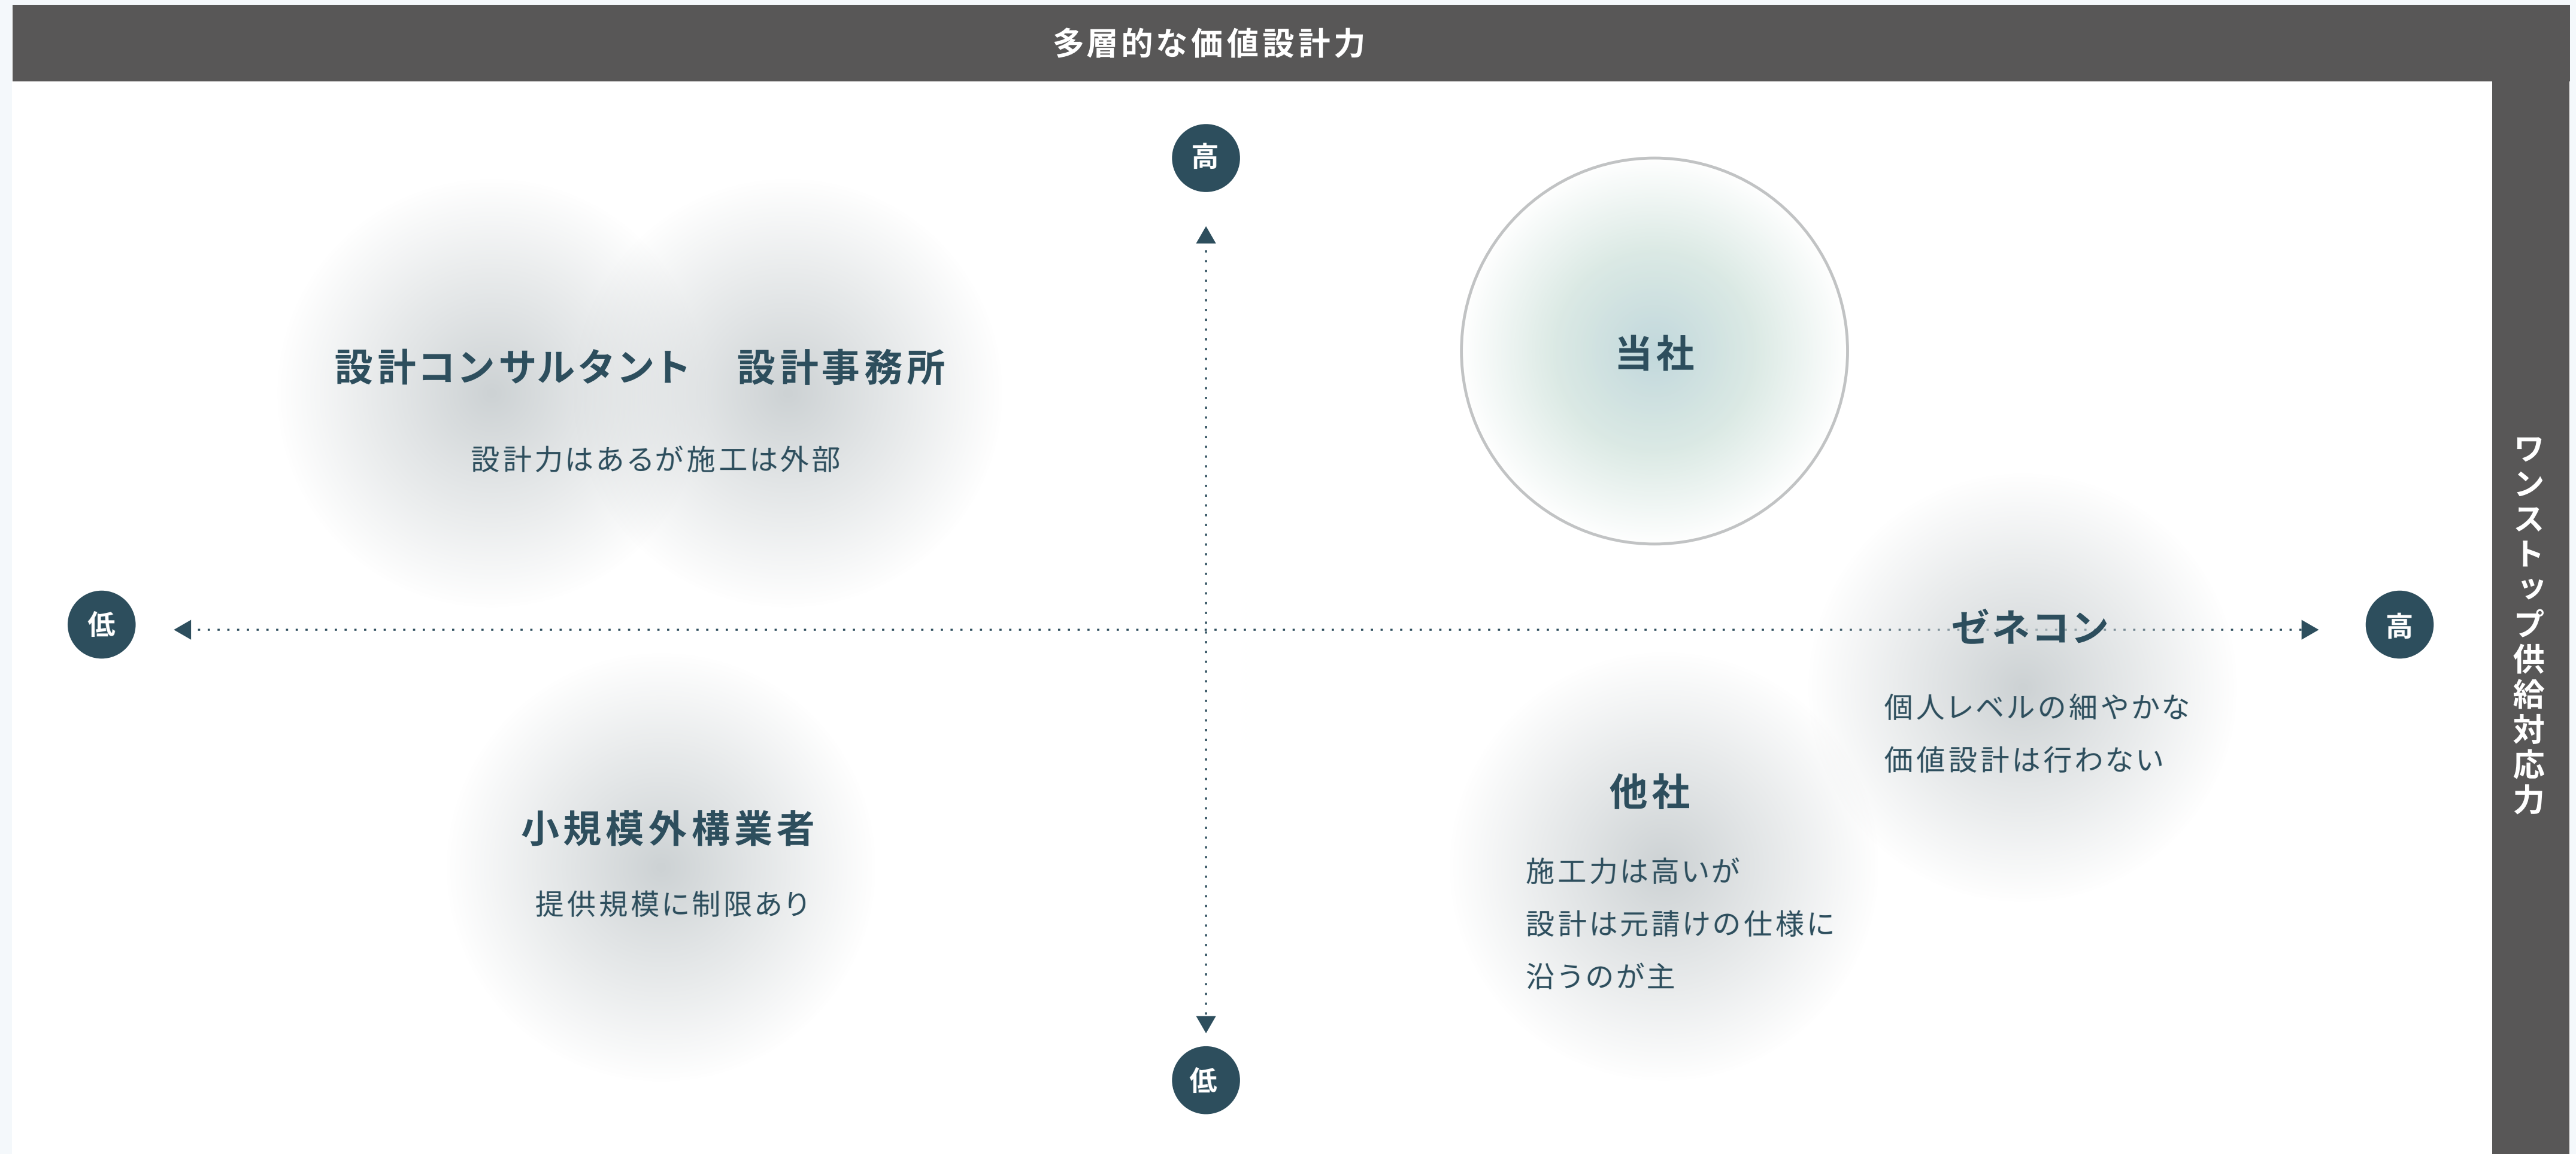 多層的な価値設計力
高
当社
設計コンサルタント　設計事務所
設計力はあるが施工は外部
低
高
ワンストップ供給対応力
ゼネコン
個人レベルの細やかな
価値設計は行わない
他社
施工力は高いが
設計は元請けの仕様に
沿うのが主
小規模外構業者
提供規模に制限あり
低